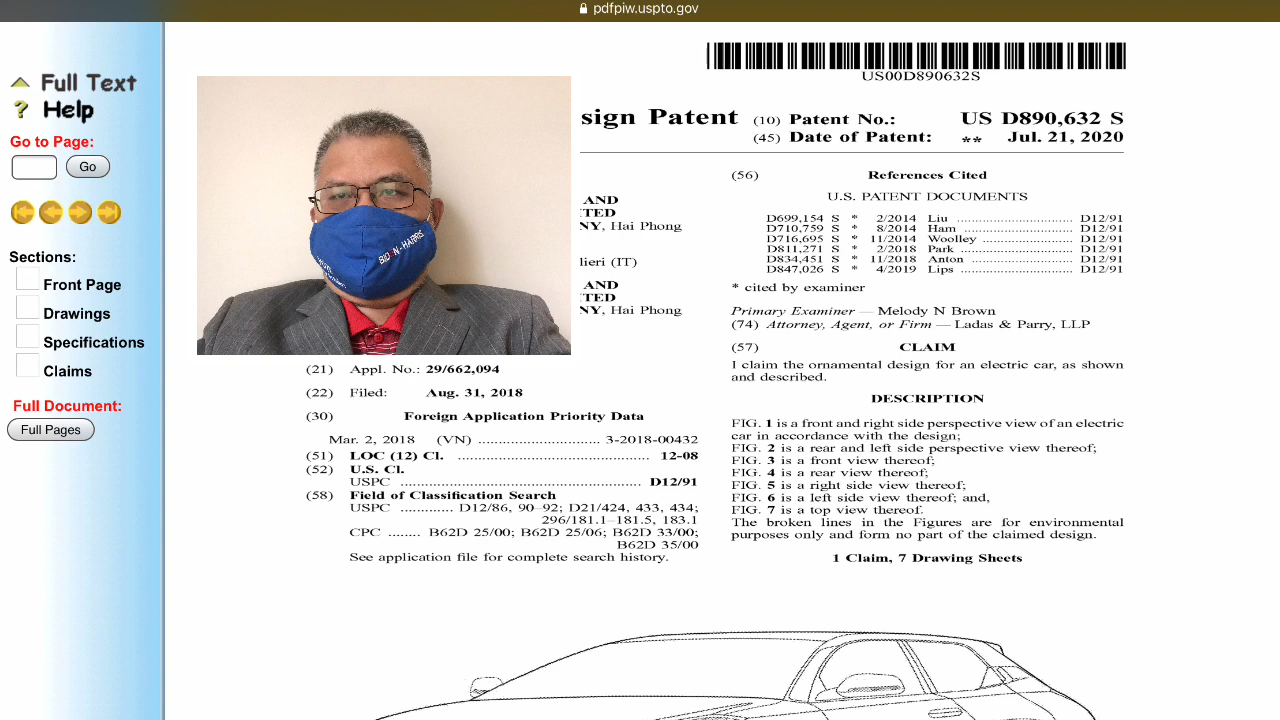 pdfpiw.uspto.gov
Full Text
? Help
Go to Page:
Go
Sections:
Front Page
Drawings
Specifications
Claims
Full Document:
Full Pages
BIDEN-HARRIS
US00D890632S
sign Patent
(10) Patent No.: US D890,632 S
(45) Date of Patent: ** Jul. 21, 2020
AND
TED
NY, Hai Phong
lieri (IT)
AND
TED
NY, Hai Phong
(21) Appl. No.: 29/662,094
(22) Filed: Aug. 31, 2018
(30) Foreign Application Priority Data
Mar. 2, 2018 (VN) .............................. 3-2018-00432
(51) LOC (12) Cl. ............................................... 12-08
(52) U.S. Cl.
USPC .......................................................... D12/91
(58) Field of Classification Search
USPC ............ D12/86, 90–92; D21/424, 433, 434;
296/181.1–181.5, 183.1
CPC ........ B62D 25/00; B62D 25/06; B62D 33/00;
B62D 35/00
See application file for complete search history.
(56) References Cited
U.S. PATENT DOCUMENTS
D699,154 S * 2/2014 Liu ............................ D12/91
D710,759 S * 8/2014 Ham ........................... D12/91
D716,695 S * 11/2014 Woolley ...................... D12/91
D811,271 S * 2/2018 Park ........................... D12/91
D834,451 S * 11/2018 Anton ......................... D12/91
D847,026 S * 4/2019 Lips ........................... D12/91
* cited by examiner
Primary Examiner — Melody N Brown
(74) Attorney, Agent, or Firm — Ladas & Parry, LLP
(57) CLAIM
I claim the ornamental design for an electric car, as shown
and described.
DESCRIPTION
FIG. 1 is a front and right side perspective view of an electric
car in accordance with the design;
FIG. 2 is a rear and left side perspective view thereof;
FIG. 3 is a front view thereof;
FIG. 4 is a rear view thereof;
FIG. 5 is a right side view thereof;
FIG. 6 is a left side view thereof; and,
FIG. 7 is a top view thereof.
The broken lines in the Figures are for environmental
purposes only and form no part of the claimed design.
1 Claim, 7 Drawing Sheets